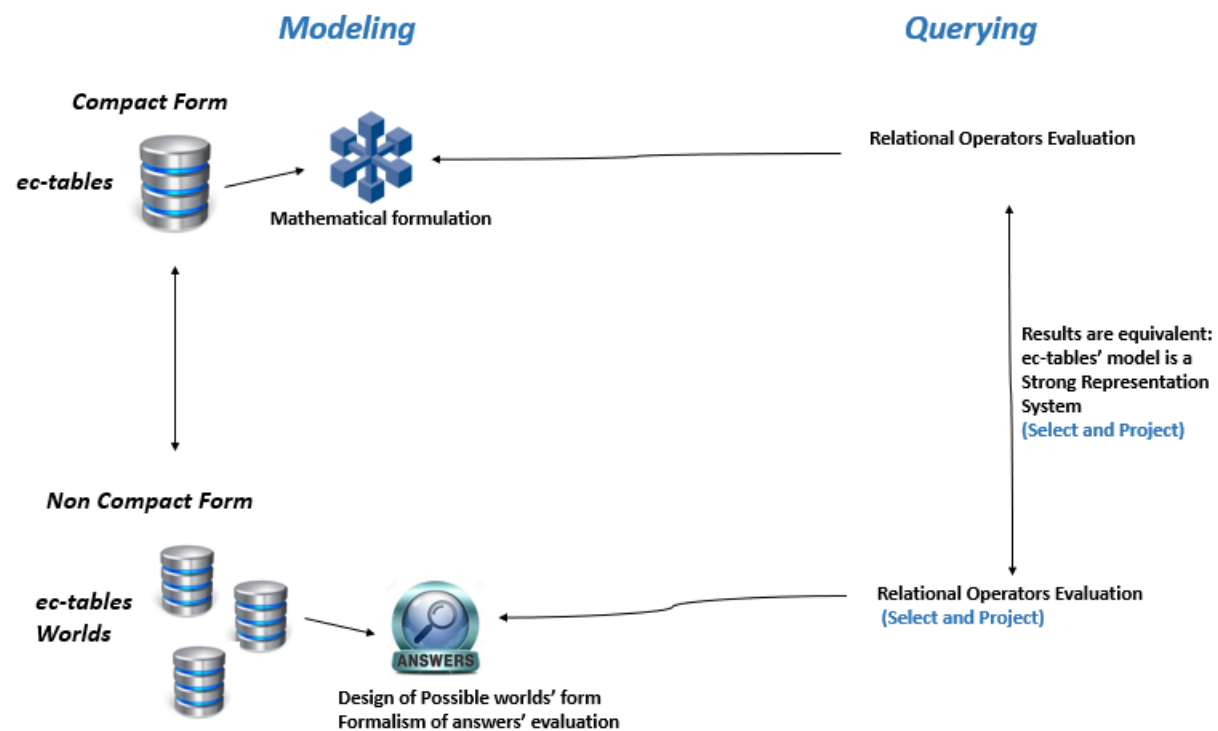 Modeling
Querying
Compact Form
ec-tables
Mathematical formulation
Relational Operators Evaluation
Results are equivalent:
ec-tables' model is a
Strong Representation
System
(Select and Project)
Non Compact Form
ec-tables
Worlds
ANSWERS
Design of Possible worlds' form
Formalism of answers' evaluation
Relational Operators Evaluation
(Select and Project)